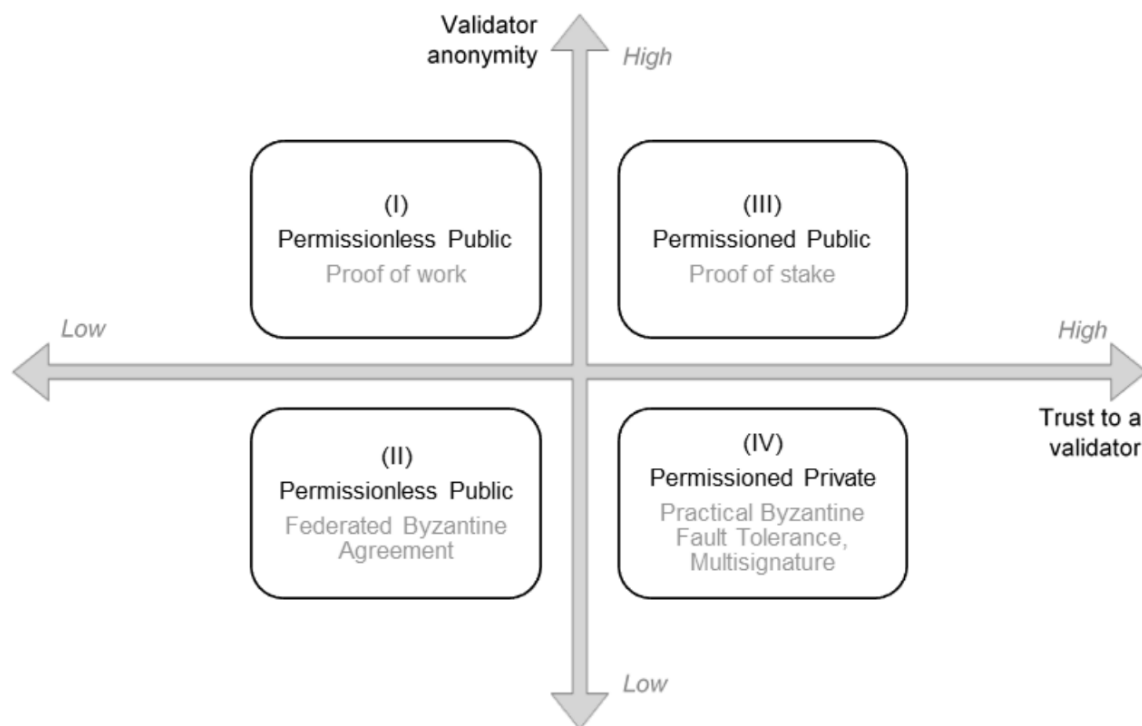 Validator
anonymity
High
(I)
Permissionless Public
Proof of work
(III)
Permissioned Public
Proof of stake
Low
High
Trust to a
validator
(II)
Permissionless Public
Federated Byzantine
Agreement
(IV)
Permissioned Private
Practical Byzantine
Fault Tolerance,
Multisignature
Low